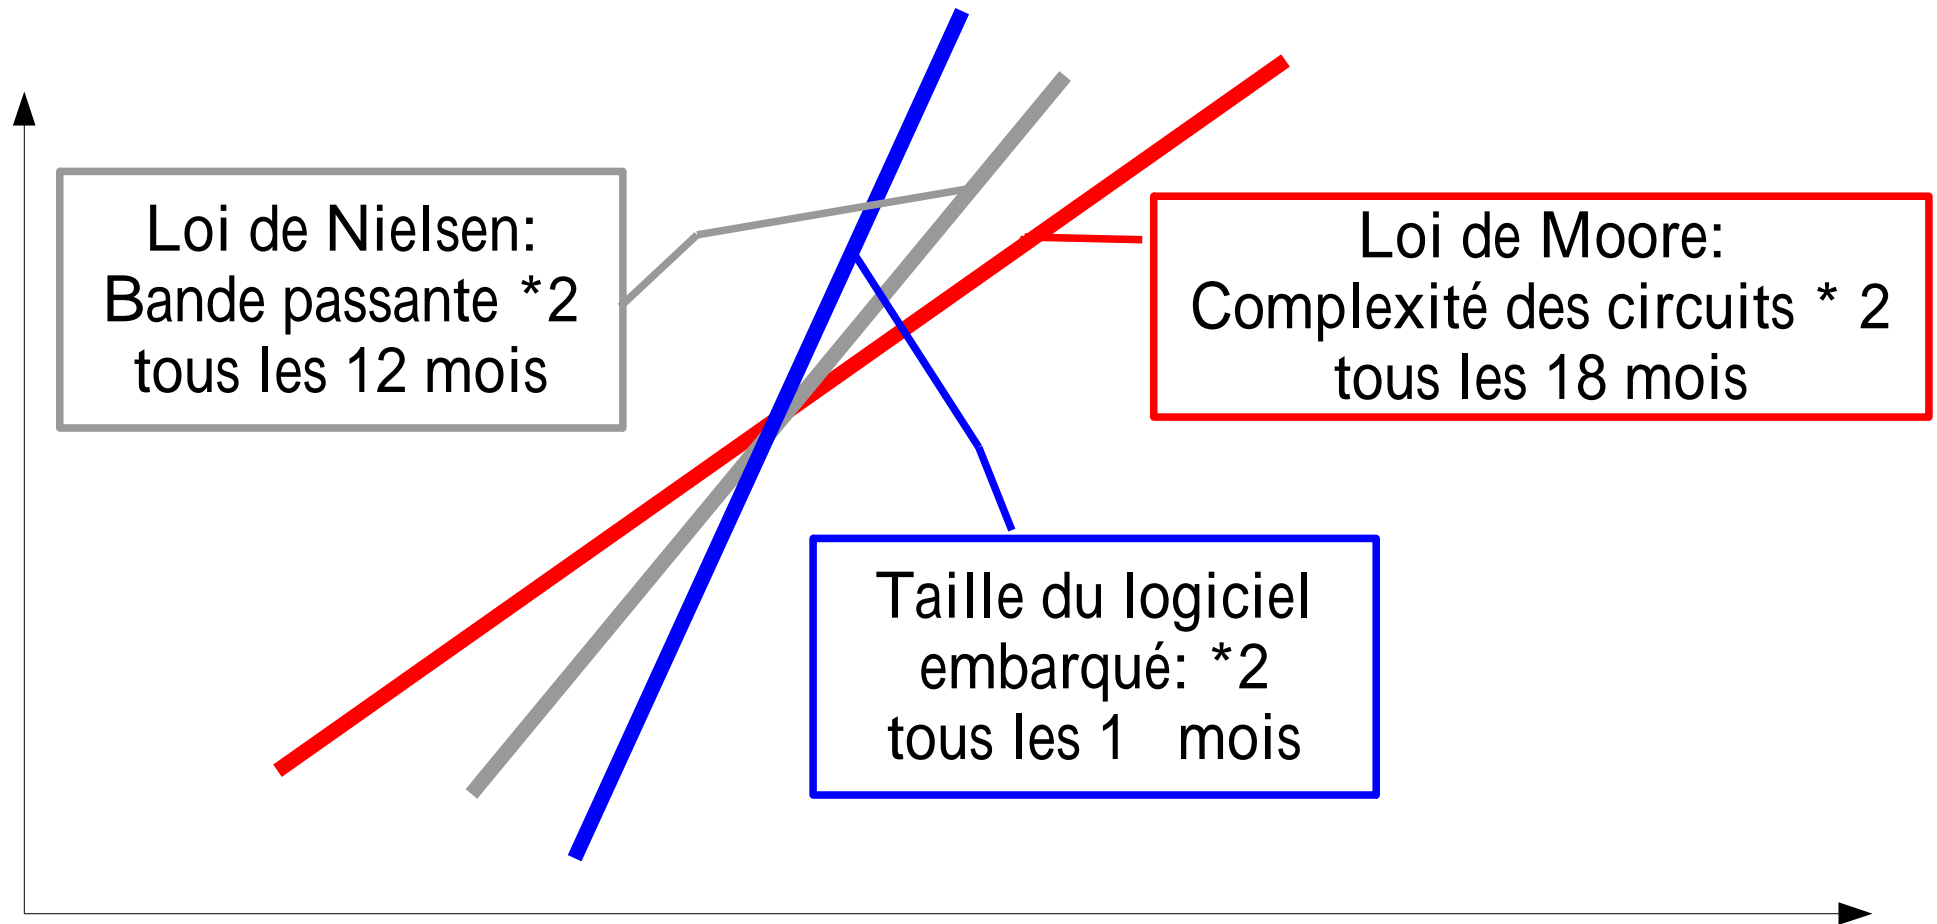 Loi de Nielsen:
Bande passante *2
tous les 12 mois
Loi de Moore:
Complexité des circuits * 2
tous les 18 mois
Taille du logiciel
embarqué: *2
tous les 1 mois